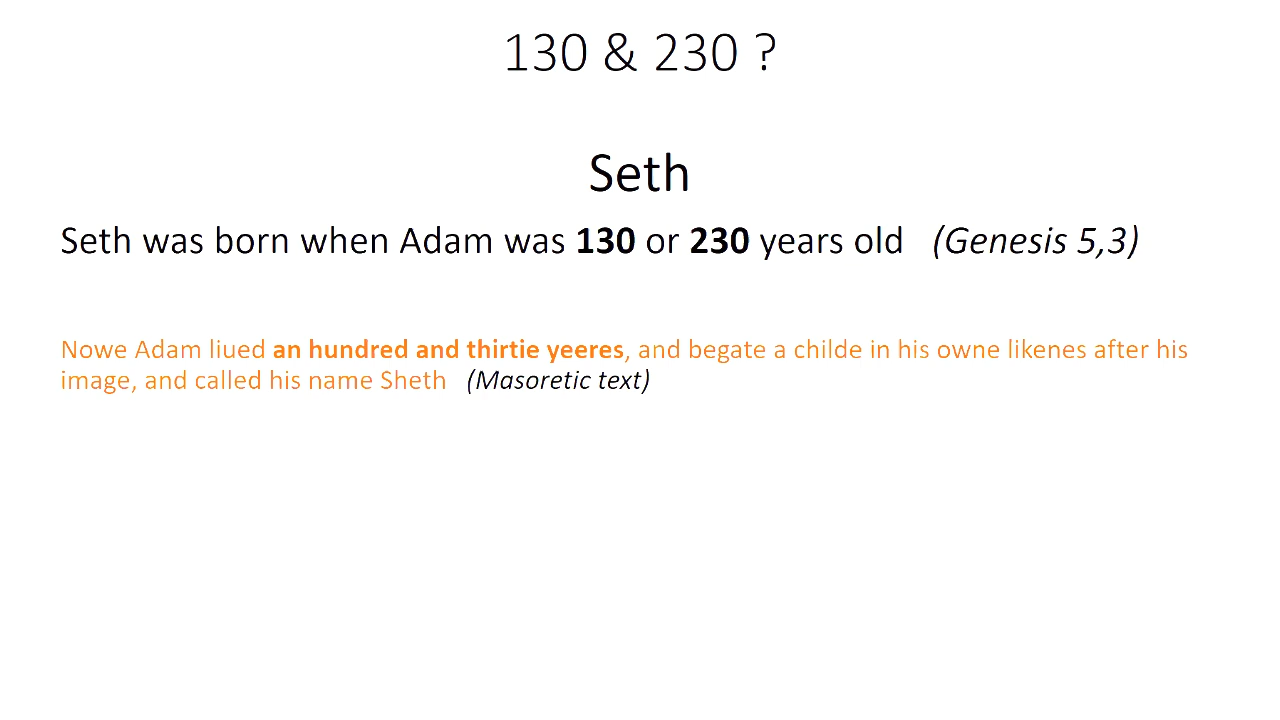 130 & 230 ?
Seth
Seth was born when Adam was 130 or 230 years old (Genesis 5,3)
Nowe Adam liued an hundred and thirtie yeeres, and begate a childe in his owne likenes after his
image, and called his name Sheth (Masoretic text)